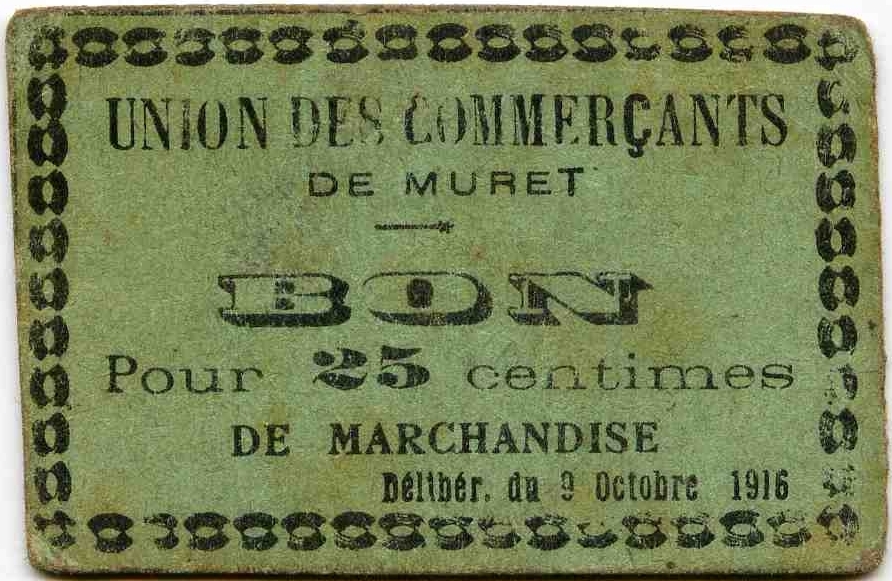 UNION DES COMMERÇANTS
DE MURET
BON
Pour 25 centimes
DE MARCHANDISE
Délibér. du 9 Octobre 1916